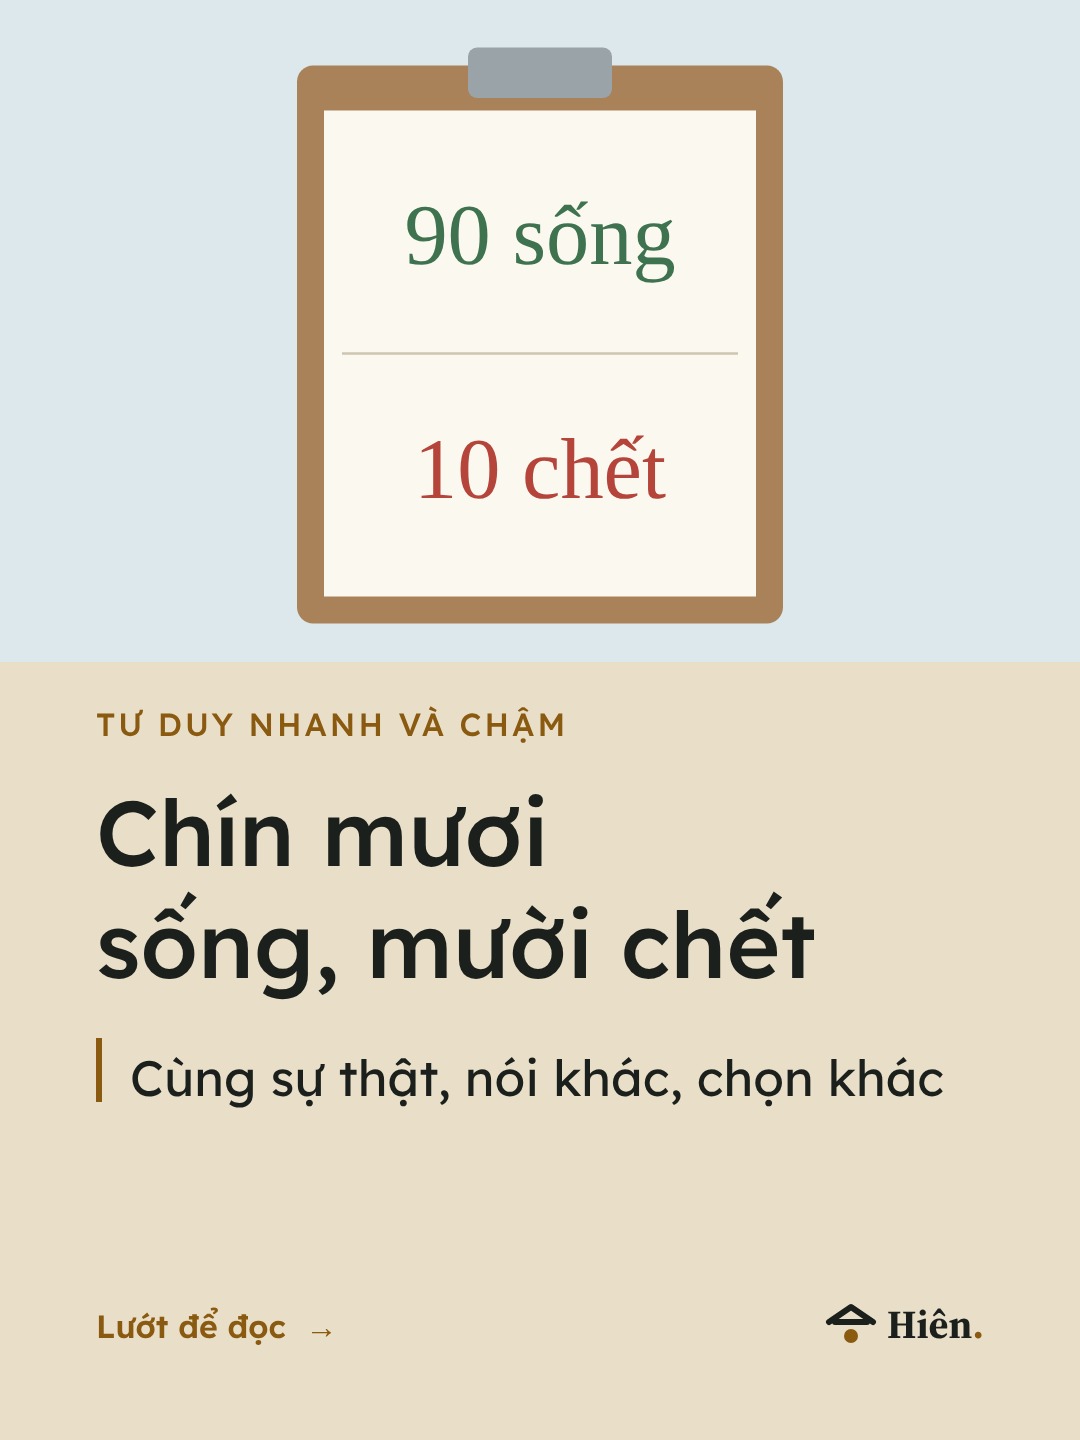 90 sống
10 chết
TƯ DUY NHANH VÀ CHẬM
Chín mươi
sống, mười chết
Cùng sự thật, nói khác, chọn khác
Lướt để đọc →
Hiên.